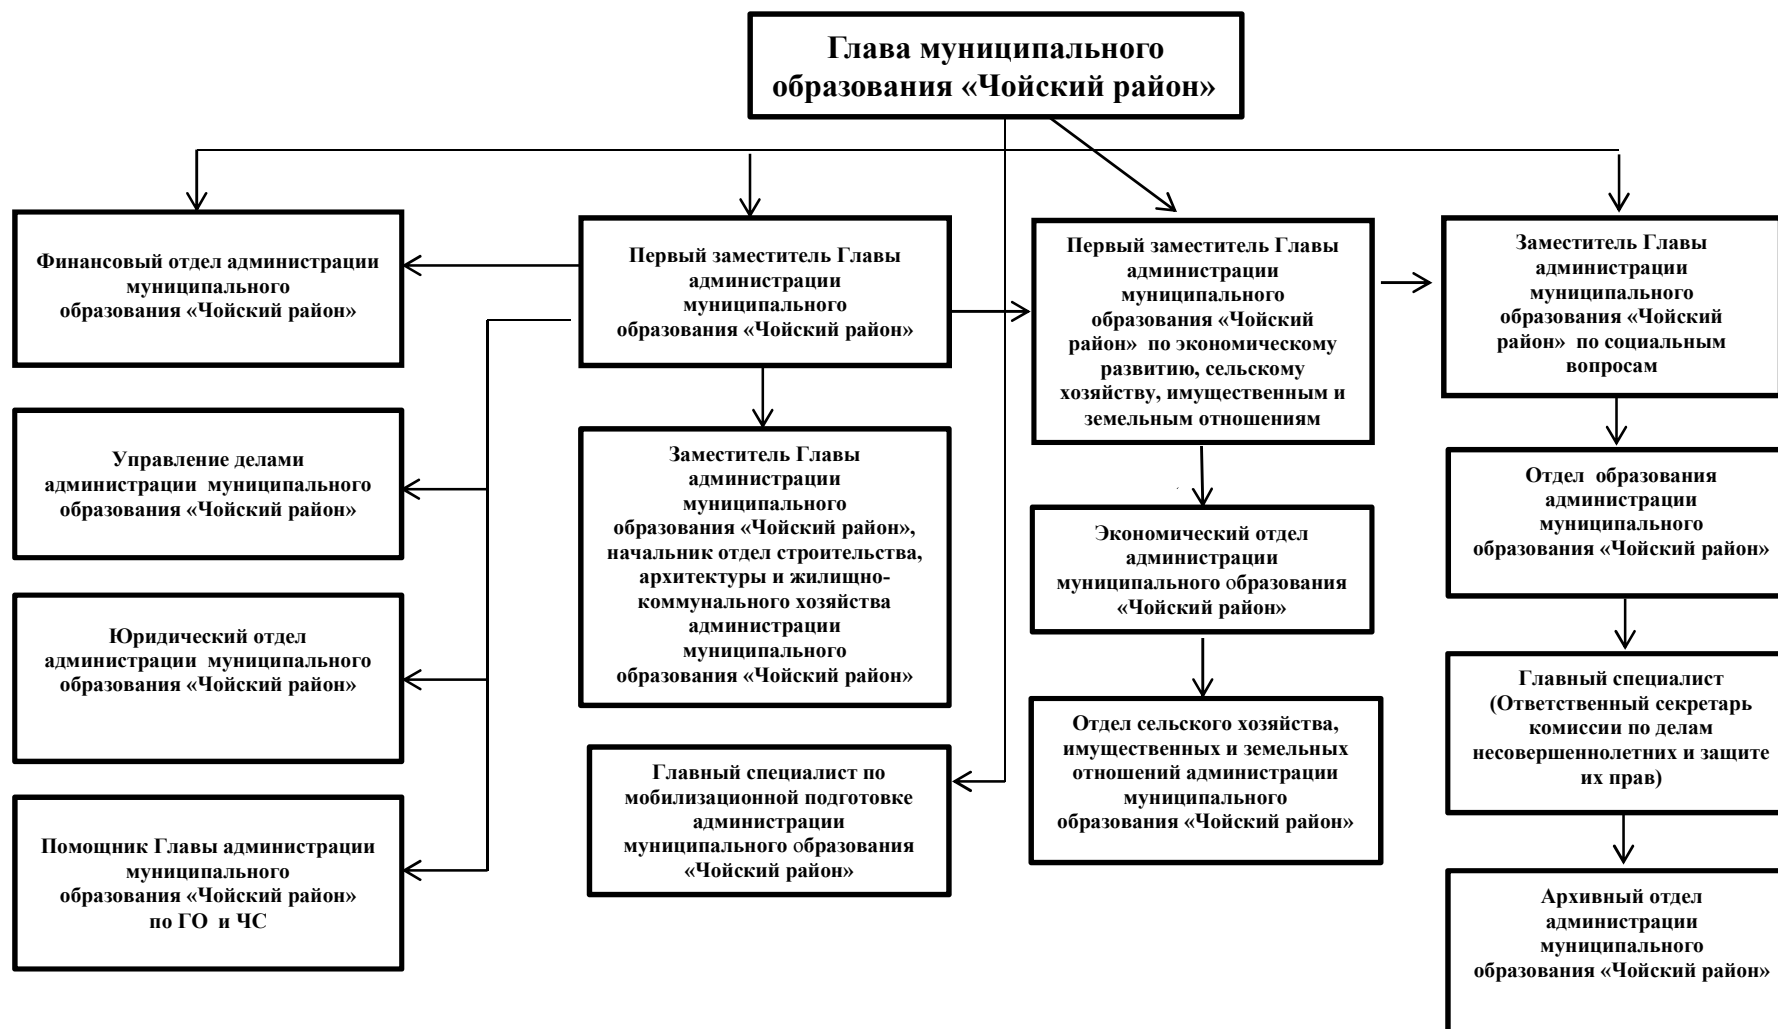 Глава муниципального
образования «Чойский район»
Финансовый отдел администрации
муниципального
образования «Чойский район»
Первый заместитель Главы
администрации
муниципального
образования «Чойский район»
Первый заместитель Главы
администрации
муниципального
образования «Чойский
район» по экономическому
развитию, сельскому
хозяйству, имущественным и
земельным отношениям
Заместитель Главы
администрации
муниципального
образования «Чойский
район» по социальным
вопросам
Управление делами
администрации муниципального
образования «Чойский район»
Заместитель Главы
администрации
муниципального
образования «Чойский район»,
начальник отдел строительства,
архитектуры и жилищно-
коммунального хозяйства
администрации
муниципального
образования «Чойский район»
Экономический отдел
администрации
муниципального образования
«Чойский район»
Отдел образования
администрации
муниципального
образования «Чойский район»
Юридический отдел
администрации муниципального
образования «Чойский район»
Главный специалист по
мобилизационной подготовке
администрации
муниципального образования
«Чойский район»
Отдел сельского хозяйства,
имущественных и земельных
отношений администрации
муниципального
образования «Чойский район»
Главный специалист
(Ответственный секретарь
комиссии по делам
несовершеннолетних и защите
их прав)
Помощник Главы администрации
муниципального
образования «Чойский район»
по ГО и ЧС
Архивный отдел
администрации
муниципального
образования «Чойский район»